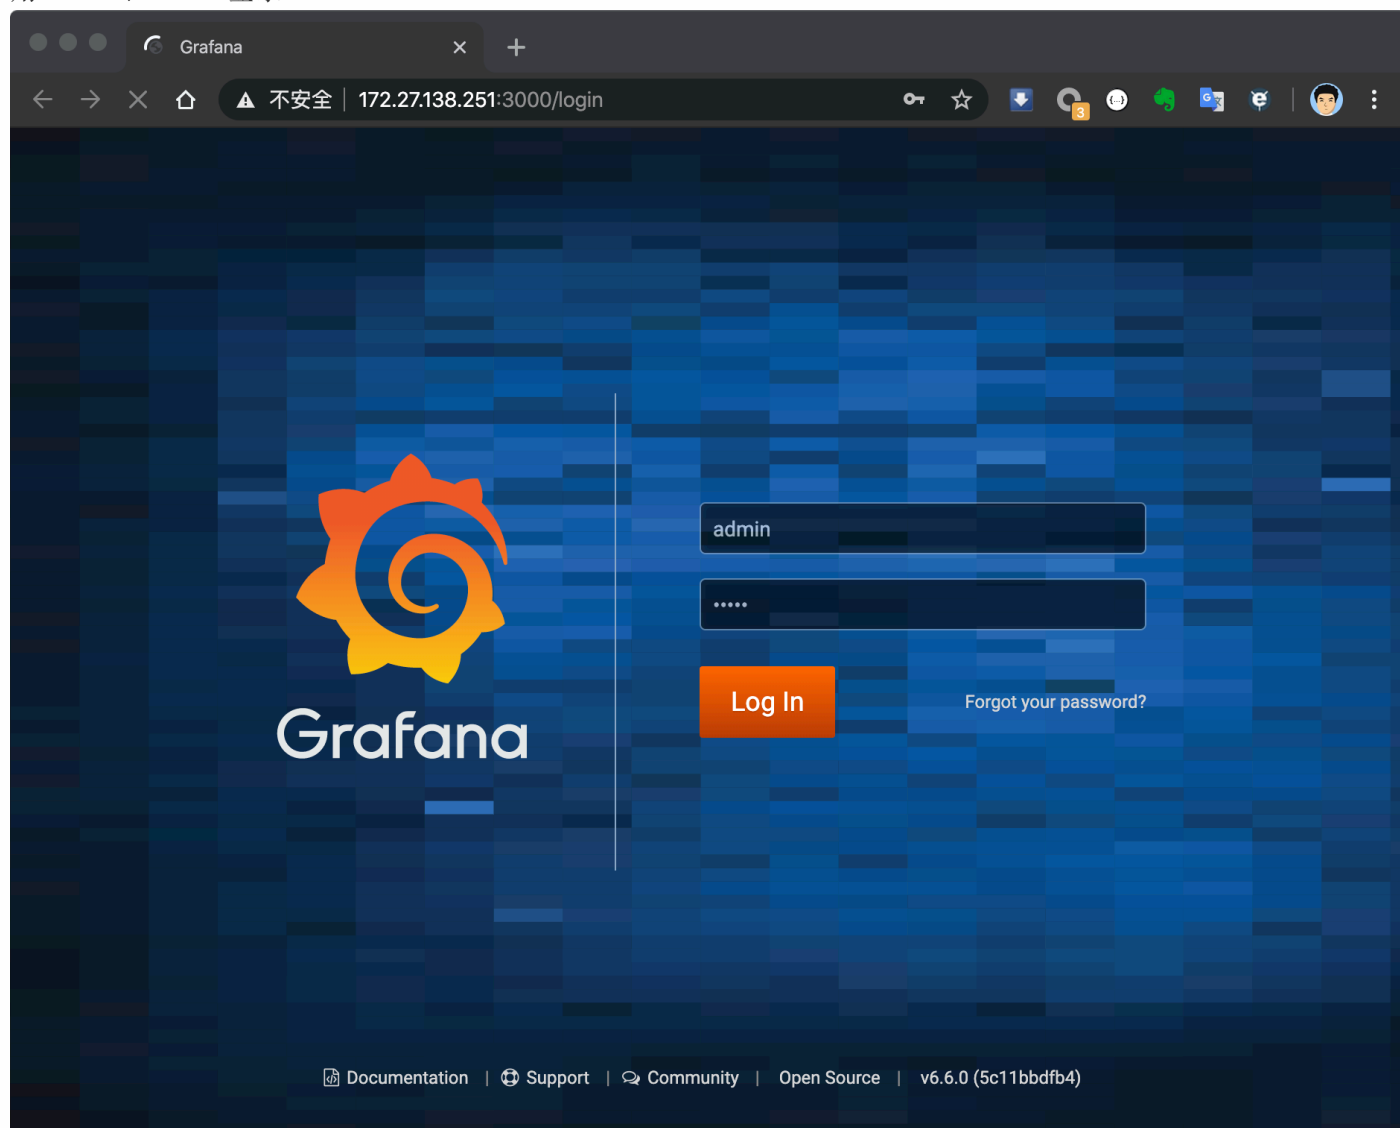 Grafana
不安全 | 172.27.138.251:3000/login
3
admin
•••••
Log In
Forgot your password?
Grafana
Documentation | Support | Community | Open Source | v6.6.0 (5c11bbdfb4)